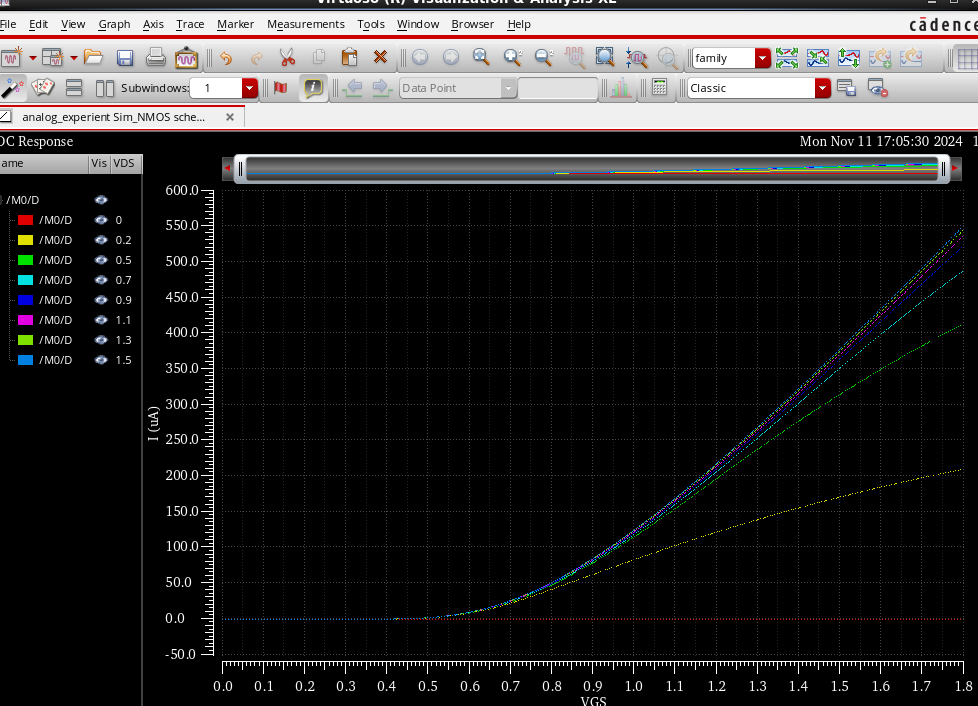 Virtuoso (R) Visualization & Analysis XL
File Edit View Graph Axis Trace Marker Measurements Tools Window Browser Help
cādence
family
Subwindows: 1 Data Point Classic
analog_experient Sim_NMOS sche...
DC Response Mon Nov 11 17:05:30 2024 1
ame Vis VDS
/M0/D
/M0/D 0
/M0/D 0.2
/M0/D 0.5
/M0/D 0.7
/M0/D 0.9
/M0/D 1.1
/M0/D 1.3
/M0/D 1.5
600.0
550.0
500.0
450.0
400.0
350.0
300.0
250.0
200.0
150.0
100.0
50.0
0.0
-50.0
I (uA)
0.0 0.1 0.2 0.3 0.4 0.5 0.6 0.7 0.8 0.9 1.0 1.1 1.2 1.3 1.4 1.5 1.6 1.7 1.8
VGS